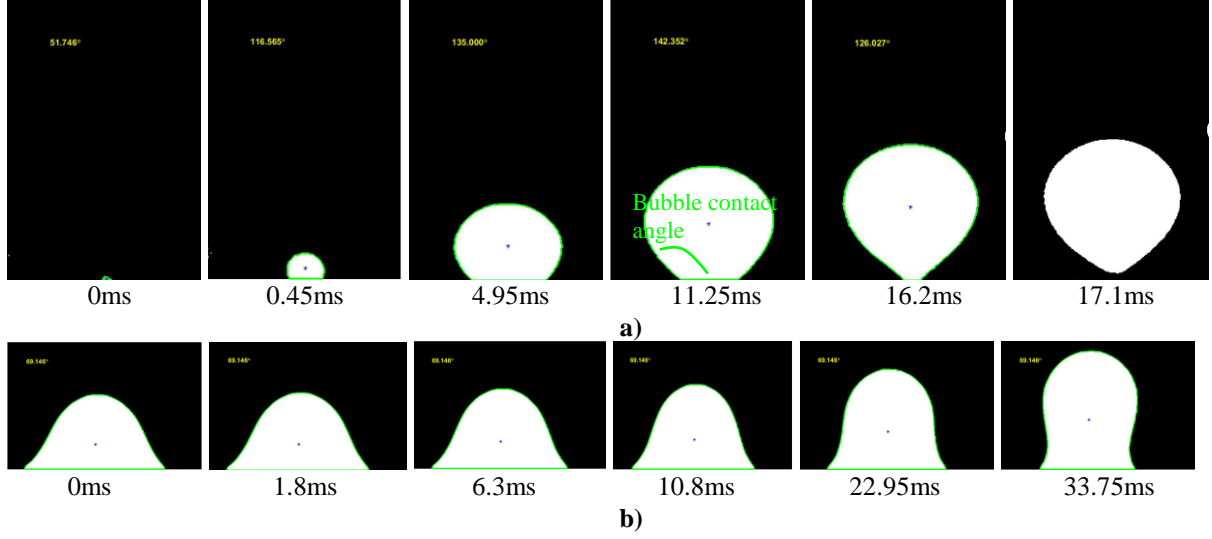 51.746°
116.565°
135.000°
142.352°
126.027°
Bubble contact
angle
0ms
0.45ms
4.95ms
11.25ms
16.2ms
17.1ms
a)
69.146°
69.146°
69.146°
69.146°
69.146°
69.146°
0ms
1.8ms
6.3ms
10.8ms
22.95ms
33.75ms
b)